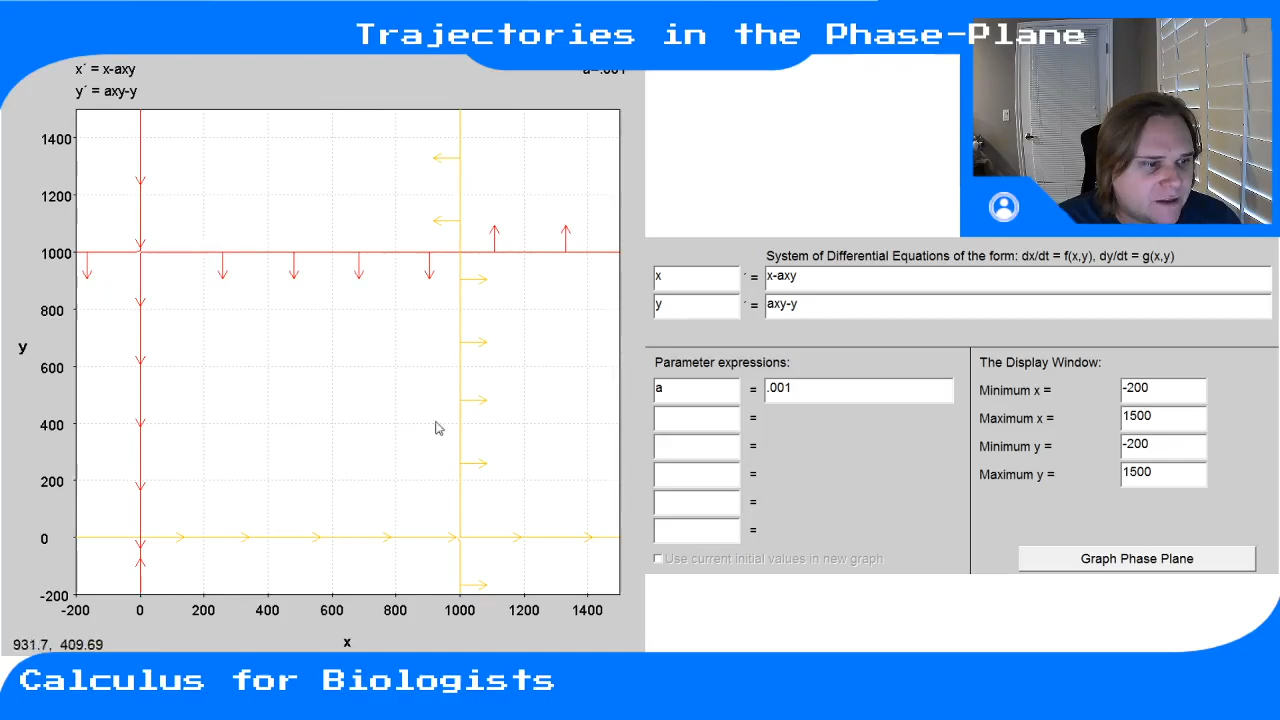 Trajectories in the Phase-Plane
x´ = x-axy
a=.001
y´ = axy-y
1400
1200
1000
800
600
400
200
0
-200
y
-200 0 200 400 600 800 1000 1200 1400
x
931.7, 409.69
System of Differential Equations of the form: dx/dt = f(x,y), dy/dt = g(x,y)
x ´ = x-axy
y ´ = axy-y
Parameter expressions:
a = .001
=
=
=
=
=
Use current initial values in new graph
The Display Window:
Minimum x = -200
Maximum x = 1500
Minimum y = -200
Maximum y = 1500
Graph Phase Plane
Calculus for Biologists